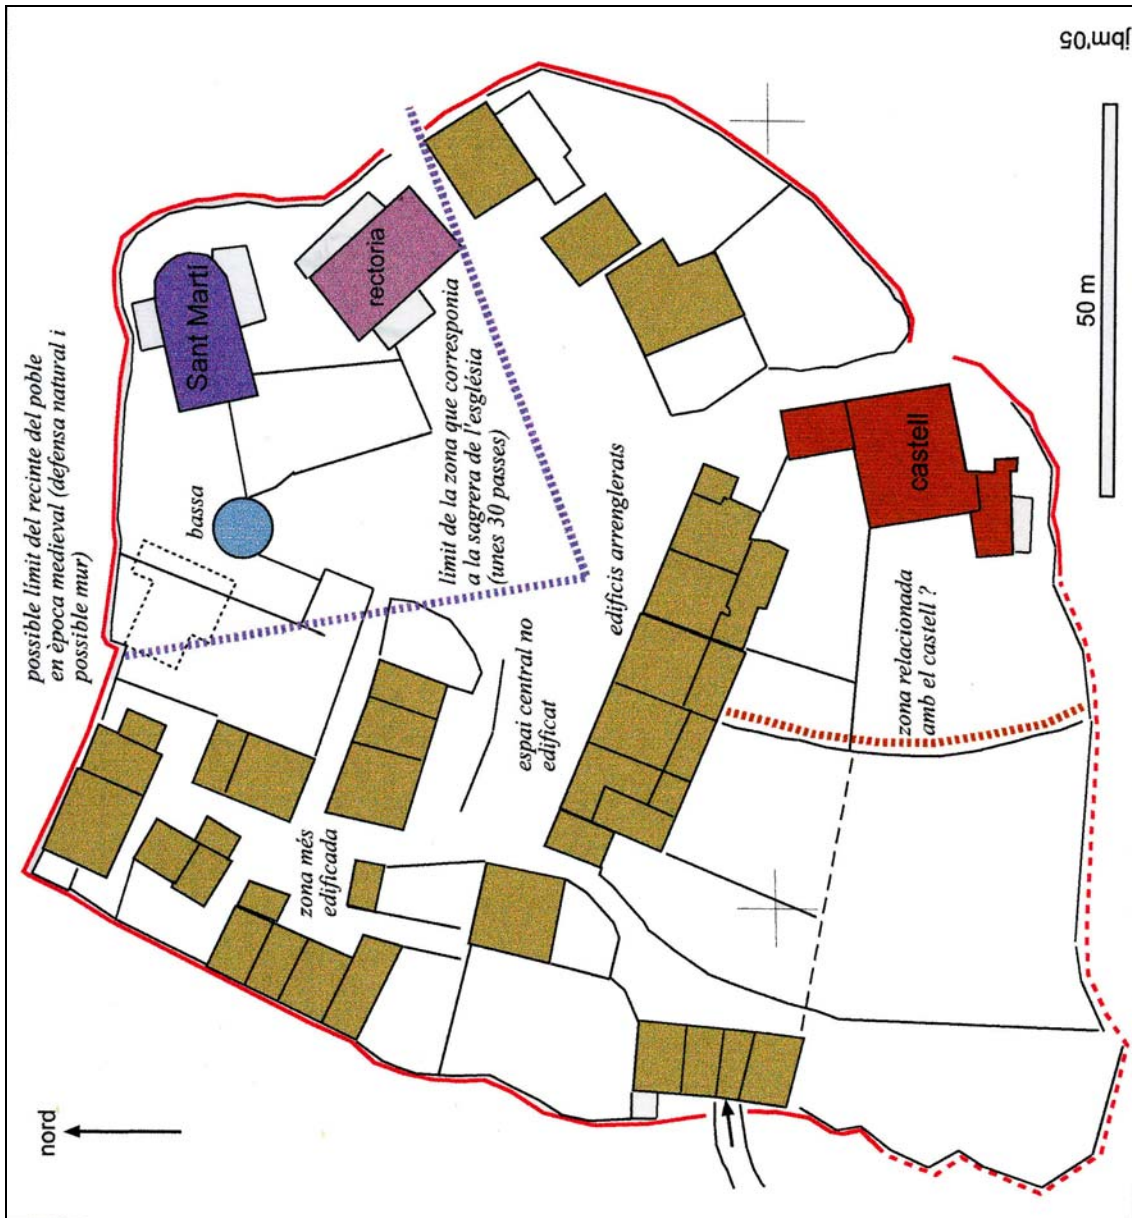 possible límit del recinte del poble
en època medieval (defensa natural i
possible mur)
Sant Martí
rectoria
bassa
límit de la zona que corresponia
a la sagrera de l'església
(unes 30 passes)
edificis arrenglerats
espai central no
edificat
zona més
edificada
castell
zona relacionada
amb el castell ?
50 m
nord
jbm'05